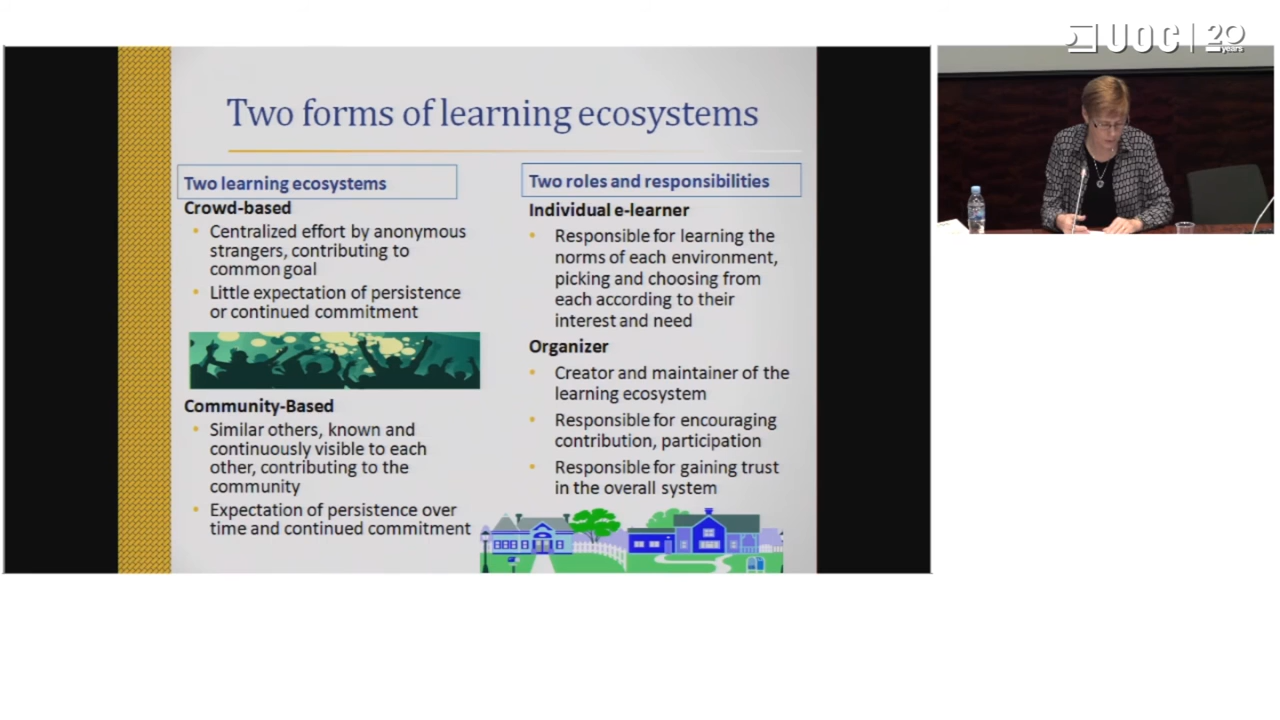 UOC 20 years
Two forms of learning ecosystems
Two learning ecosystems
Crowd-based
• Centralized effort by anonymous
strangers, contributing to
common goal
• Little expectation of persistence
or continued commitment
Community-Based
• Similar others, known and
continuously visible to each
other, contributing to the
community
• Expectation of persistence over
time and continued commitment
Two roles and responsibilities
Individual e-learner
• Responsible for learning the
norms of each environment,
picking and choosing from
each according to their
interest and need
Organizer
• Creator and maintainer of the
learning ecosystem
• Responsible for encouraging
contribution, participation
• Responsible for gaining trust
in the overall system